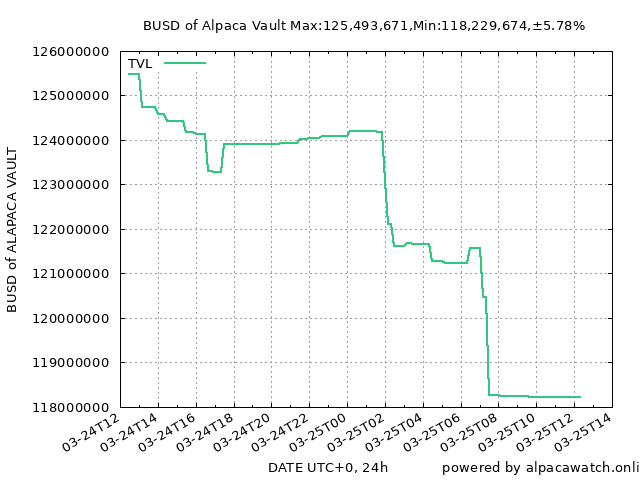 BUSD of Alpaca Vault Max:125,493,671,Min:118,229,674,±5.78%
TVL
126000000
125000000
124000000
123000000
122000000
121000000
120000000
119000000
118000000
BUSD of ALAPACA VAULT
03-24T12
03-24T14
03-24T16
03-24T18
03-24T20
03-24T22
03-25T00
03-25T02
03-25T04
03-25T06
03-25T08
03-25T10
03-25T12
03-25T14
DATE UTC+0, 24h
powered by alpacawatch.onli